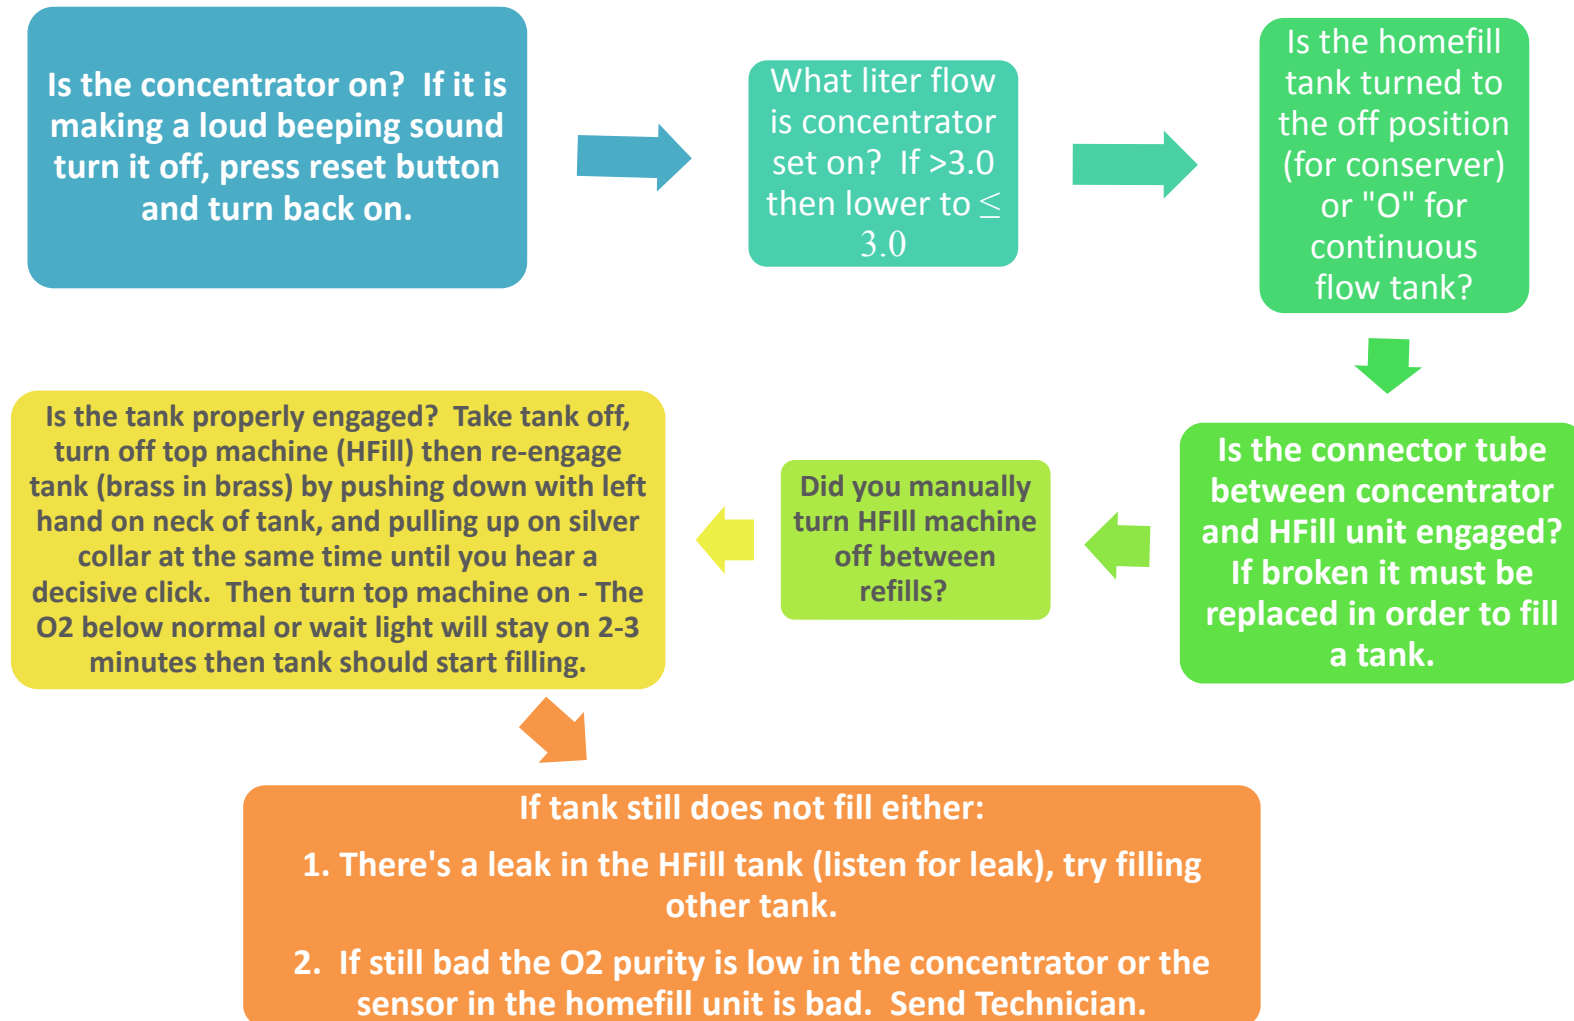 Is the concentrator on?  If it is
making a loud beeping sound
turn it off, press reset button
and turn back on.
What liter flow
is concentrator
set on?  If >3.0
then lower to ≤
3.0
Is the homefill
tank turned to
the off position
(for conserver)
or "O" for
continuous
flow tank?
Is the connector tube
between concentrator
and HFill unit engaged?
If broken it must be
replaced in order to fill
a tank.
Did you manually
turn HFIll machine
off between
refills?
Is the tank properly engaged?  Take tank off,
turn off top machine (HFill) then re-engage
tank (brass in brass) by pushing down with left
hand on neck of tank, and pulling up on silver
collar at the same time until you hear a
decisive click.  Then turn top machine on - The
O2 below normal or wait light will stay on 2-3
minutes then tank should start filling.
If tank still does not fill either:
1. There's a leak in the HFill tank (listen for leak), try filling
other tank.
2.  If still bad the O2 purity is low in the concentrator or the
sensor in the homefill unit is bad.  Send Technician.